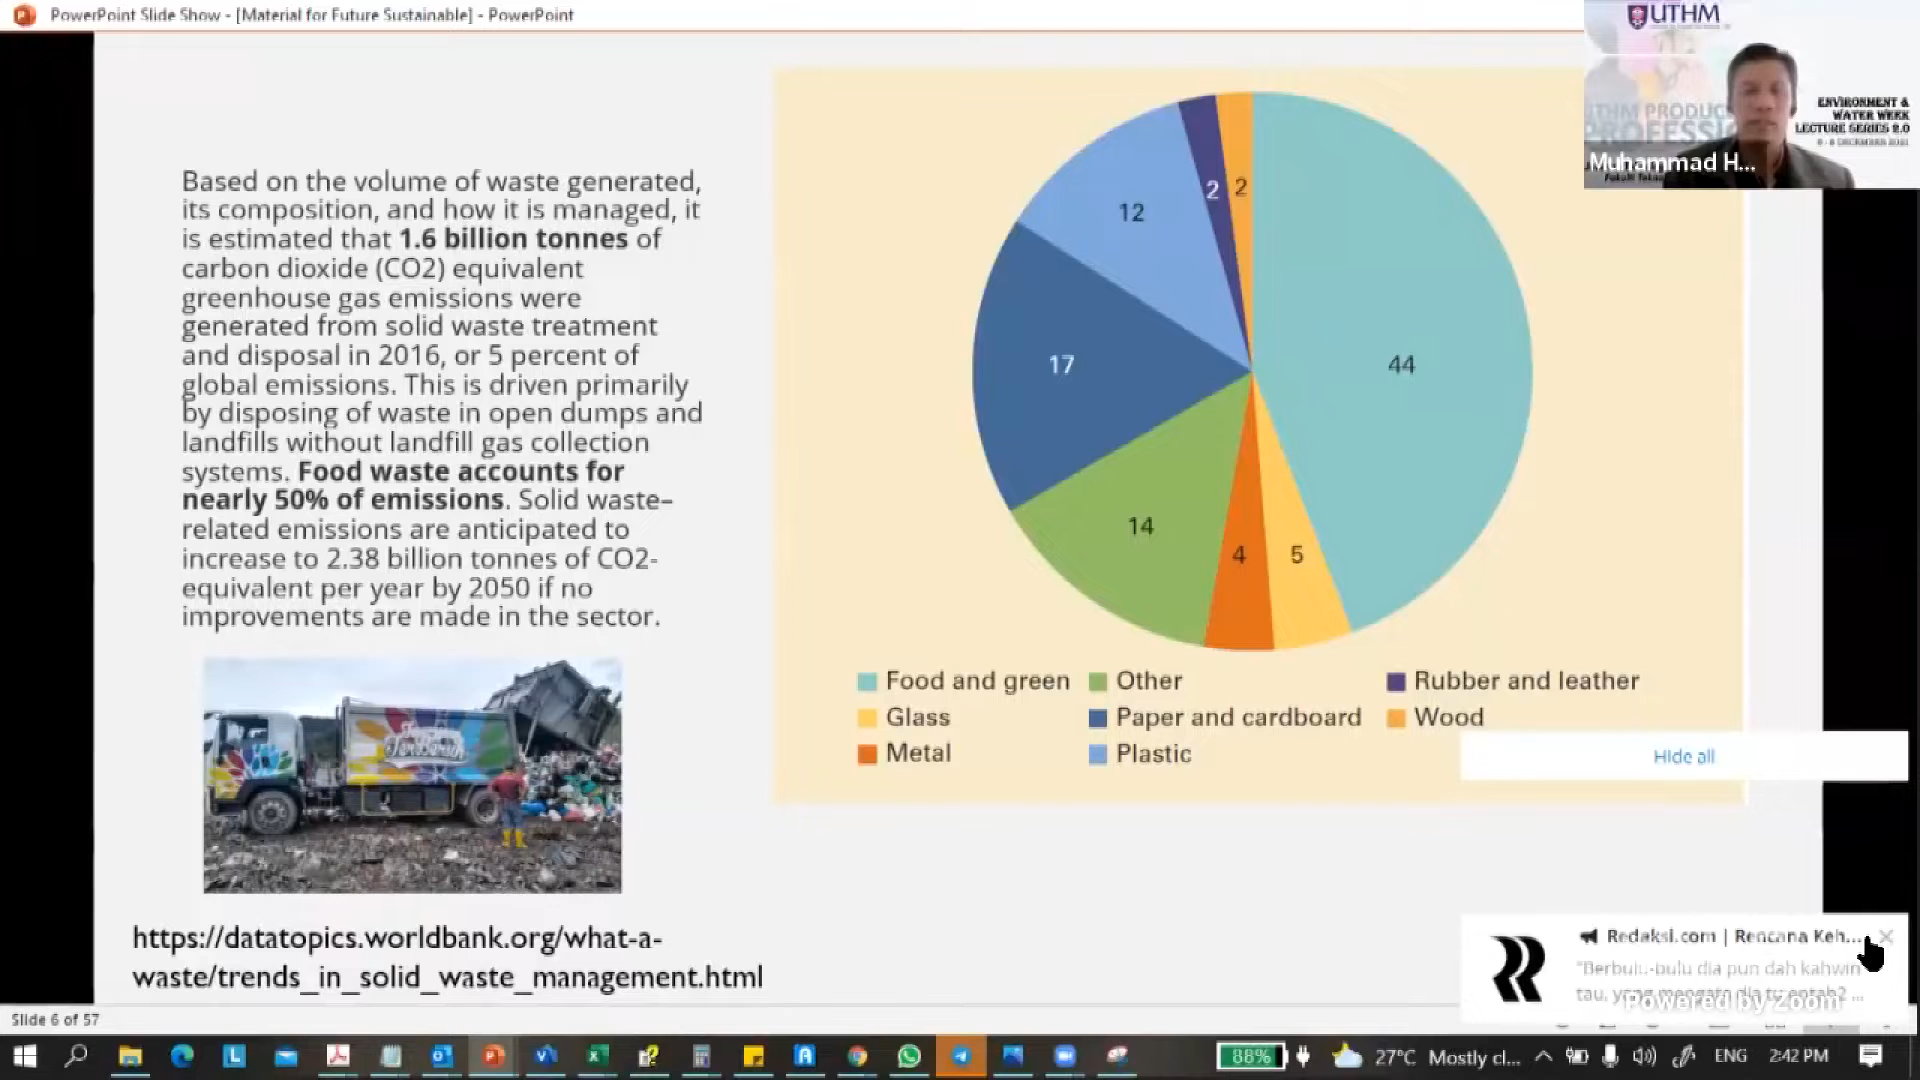 PowerPoint Slide Show - [Material for Future Sustainable] - PowerPoint
UTHM
ENVIRONMENT &
WATER WEEK
LECTURE SERIES 2.0
Muhammad H...
Based on the volume of waste generated,
its composition, and how it is managed, it
is estimated that 1.6 billion tonnes of
carbon dioxide (CO2) equivalent
greenhouse gas emissions were
generated from solid waste treatment
and disposal in 2016, or 5 percent of
global emissions. This is driven primarily
by disposing of waste in open dumps and
landfills without landfill gas collection
systems. Food waste accounts for
nearly 50% of emissions. Solid waste–
related emissions are anticipated to
increase to 2.38 billion tonnes of CO2-
equivalent per year by 2050 if no
improvements are made in the sector.
2 2
12
17
44
14
4 5
Food and green Other Rubber and leather
Glass Paper and cardboard Wood
Metal Plastic
Hide all
https://datatopics.worldbank.org/what-a-
waste/trends_in_solid_waste_management.html
Redaksi.com | Rencana Keh...
dia pun dah kahwin
tau, yang
Powered by Zoom
Slide 6 of 57
88% 27°C Mostly cl... ENG 2:42 PM